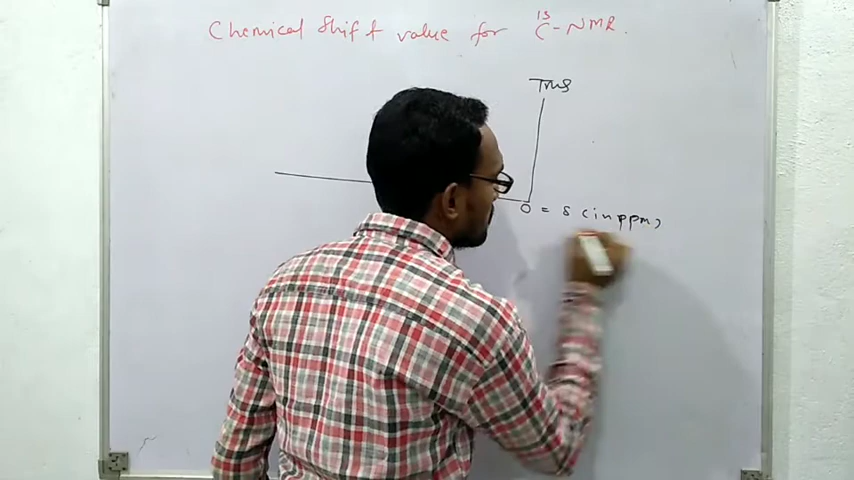 Chemical Shift value for ¹³C-NMR.
TMS
0 = δ (in ppm)